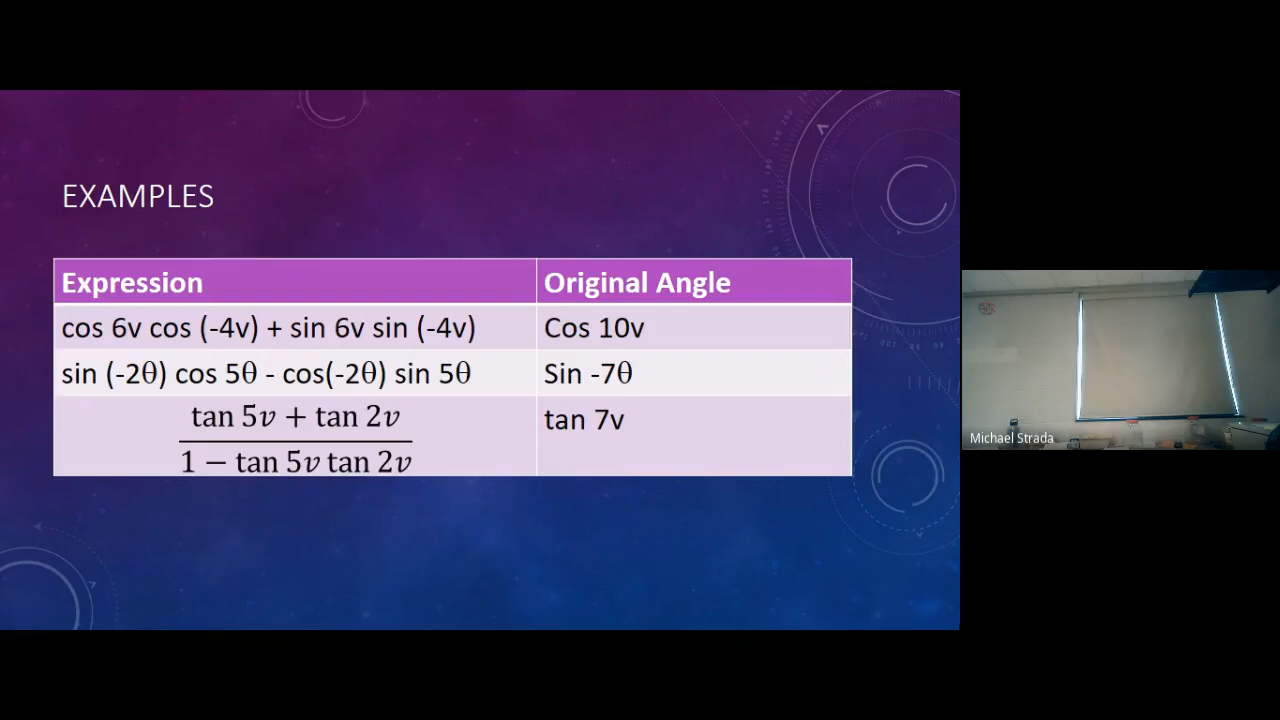 EXAMPLES
Expression Original Angle
cos 6v cos (-4v) + sin 6v sin (-4v) Cos 10v
sin (-2θ) cos 5θ - cos(-2θ) sin 5θ Sin -7θ
tan 5v + tan 2v
1 − tan 5v tan 2v
tan 7v
Michael Strada